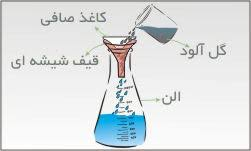 کاغذ صافی
گل آلود
قیف شیشه ای
الن